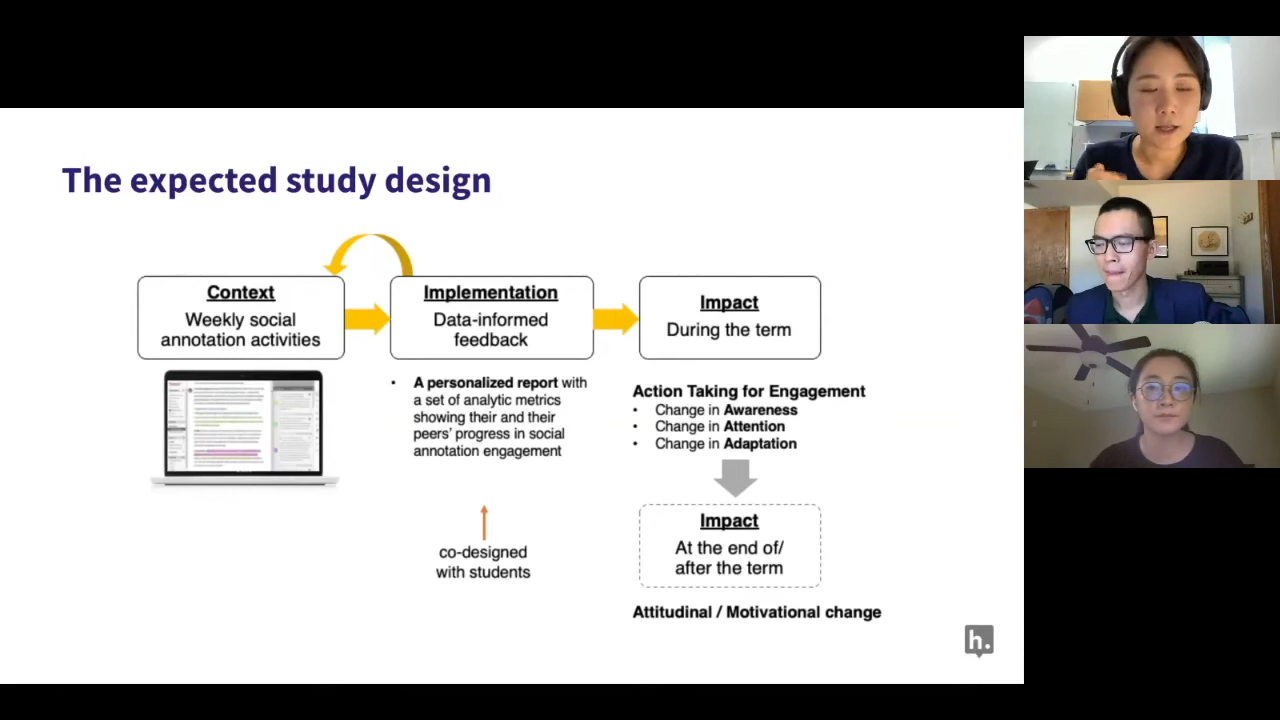 The expected study design
Context
Weekly social
annotation activities
Implementation
Data-informed
feedback
Impact
During the term
• A personalized report with
a set of analytic metrics
showing their and their
peers' progress in social
annotation engagement
co-designed
with students
Action Taking for Engagement
• Change in Awareness
• Change in Attention
• Change in Adaptation
Impact
At the end of/
after the term
Attitudinal / Motivational change
h.